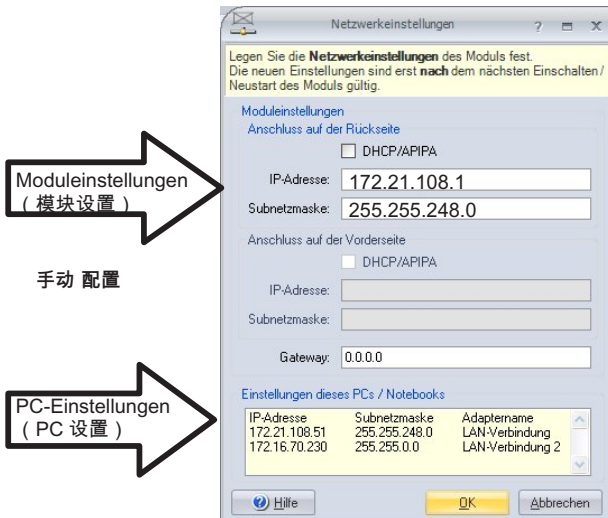 Netzwerkeinstellungen
Legen Sie die Netzwerkeinstellungen des Moduls fest.
Die neuen Einstellungen sind erst nach dem nächsten Einschalten /
Neustart des Moduls gültig.
Moduleinstellungen
Anschluss auf der Rückseite
DHCP/APIPA
IP-Adresse: 172.21.108.1
Subnetzmaske: 255.255.248.0
Moduleinstellungen
(模块设置)
Anschluss auf der Vorderseite
DHCP/APIPA
IP-Adresse:
Subnetzmaske:
手动 配置
Gateway: 0.0.0.0
PC-Einstellungen
(PC 设置)
Einstellungen dieses PCs / Notebooks
IP-Adresse Subnetzmaske Adaptername
172.21.108.51 255.255.248.0 LAN-Verbindung
172.16.70.230 255.255.0.0 LAN-Verbindung 2
Hilfe OK Abbrechen